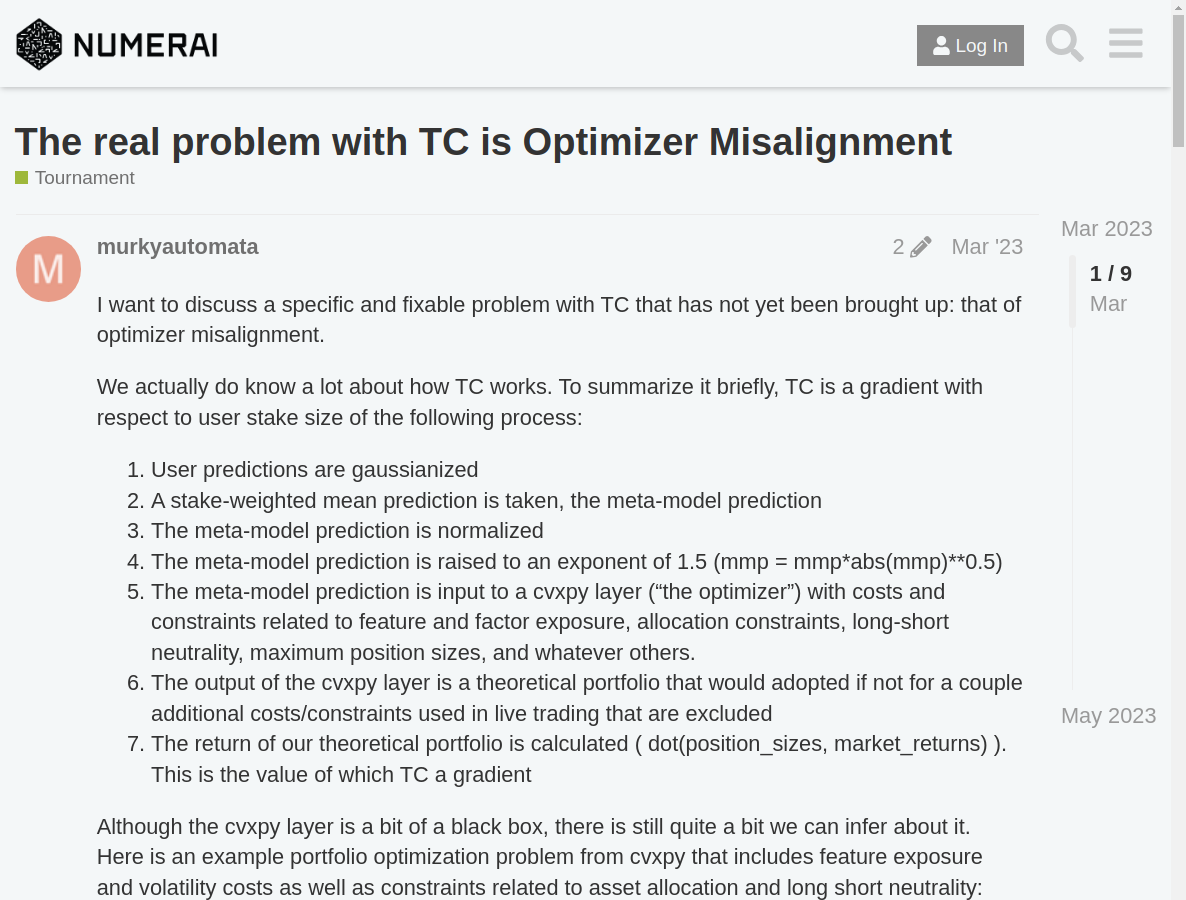 NUMERAI
Log In
The real problem with TC is Optimizer Misalignment
Tournament
M
murkyautomata
2
Mar '23
I want to discuss a specific and fixable problem with TC that has not yet been brought up: that of
optimizer misalignment.
We actually do know a lot about how TC works. To summarize it briefly, TC is a gradient with
respect to user stake size of the following process:
1. User predictions are gaussianized
2. A stake-weighted mean prediction is taken, the meta-model prediction
3. The meta-model prediction is normalized
4. The meta-model prediction is raised to an exponent of 1.5 (mmp = mmp*abs(mmp)**0.5)
5. The meta-model prediction is input to a cvxpy layer (“the optimizer”) with costs and
constraints related to feature and factor exposure, allocation constraints, long-short
neutrality, maximum position sizes, and whatever others.
6. The output of the cvxpy layer is a theoretical portfolio that would adopted if not for a couple
additional costs/constraints used in live trading that are excluded
7. The return of our theoretical portfolio is calculated ( dot(position_sizes, market_returns) ).
This is the value of which TC a gradient
Although the cvxpy layer is a bit of a black box, there is still quite a bit we can infer about it.
Here is an example portfolio optimization problem from cvxpy that includes feature exposure
and volatility costs as well as constraints related to asset allocation and long short neutrality:
Mar 2023
1 / 9
Mar
May 2023